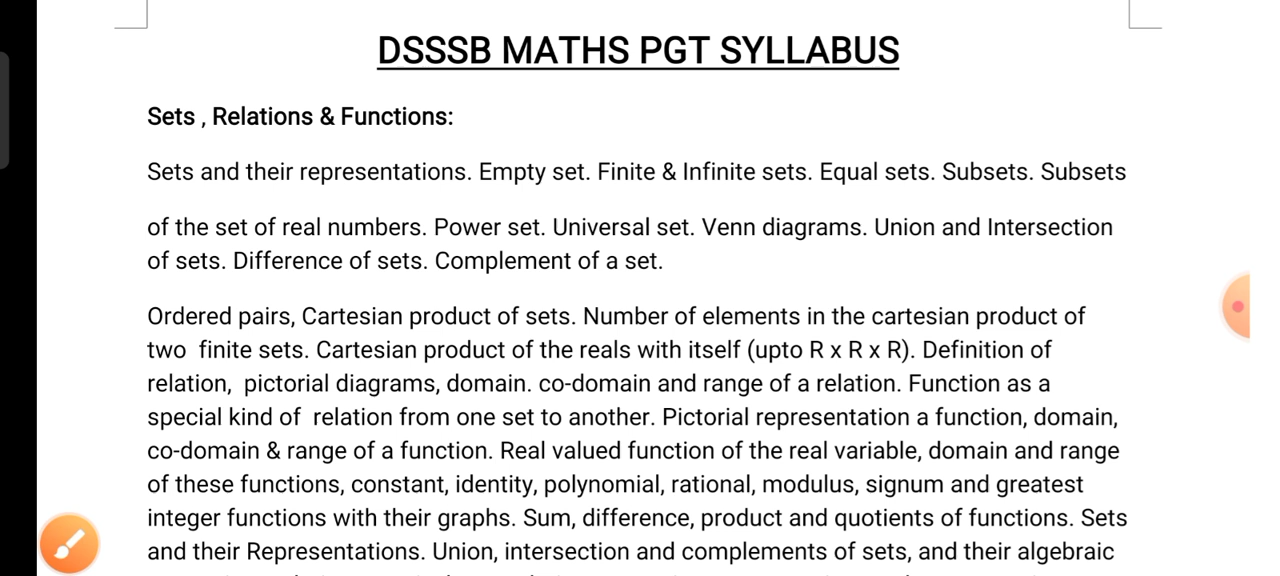 DSSSB MATHS PGT SYLLABUS
Sets , Relations & Functions:
Sets and their representations. Empty set. Finite & Infinite sets. Equal sets. Subsets. Subsets
of the set of real numbers. Power set. Universal set. Venn diagrams. Union and Intersection
of sets. Difference of sets. Complement of a set.
Ordered pairs, Cartesian product of sets. Number of elements in the cartesian product of
two  finite sets. Cartesian product of the reals with itself (upto R x R x R). Definition of
relation,  pictorial diagrams, domain. co-domain and range of a relation. Function as a
special kind of  relation from one set to another. Pictorial representation a function, domain,
co-domain & range of a function. Real valued function of the real variable, domain and range
of these functions, constant, identity, polynomial, rational, modulus, signum and greatest
integer functions with their graphs. Sum, difference, product and quotients of functions. Sets
and their Representations. Union, intersection and complements of sets, and their algebraic